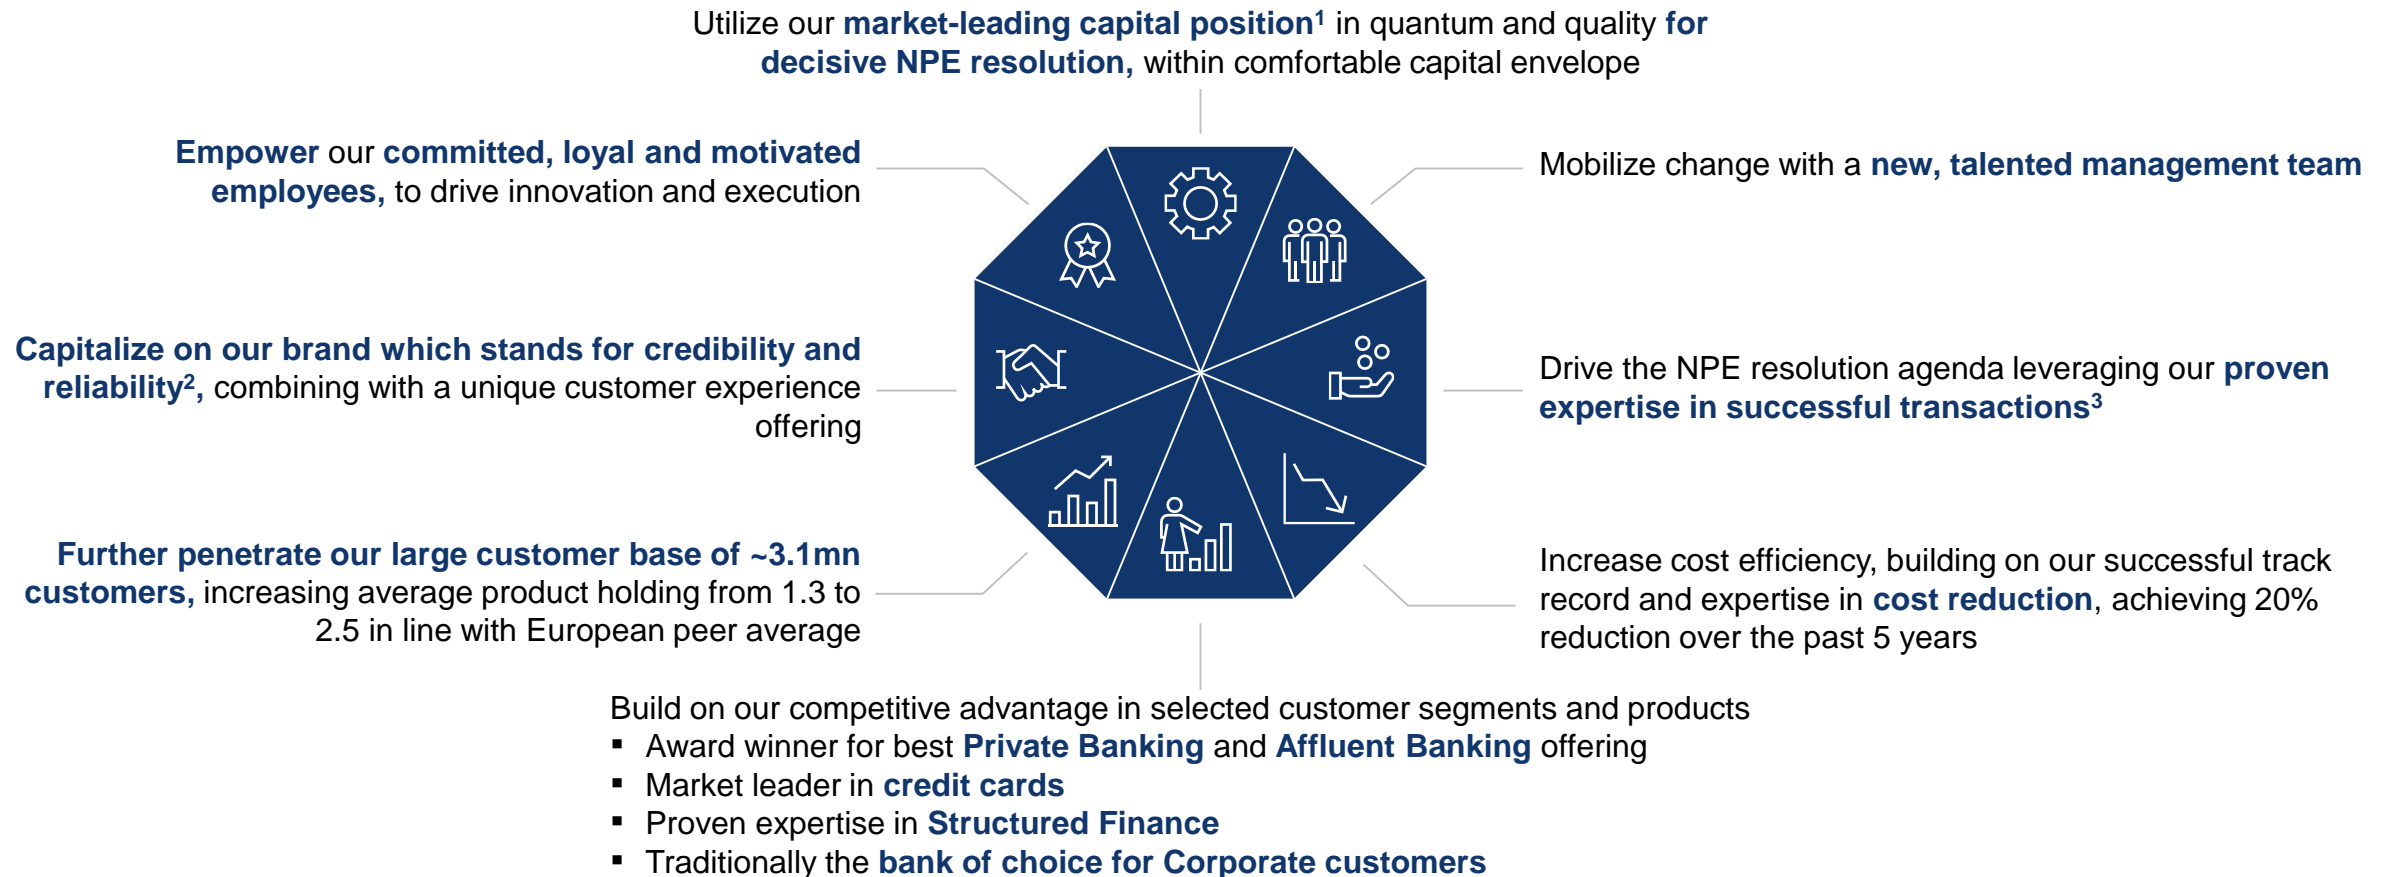 Utilize our market-leading capital position¹ in quantum and quality for
decisive NPE resolution, within comfortable capital envelope
Empower our committed, loyal and motivated
employees, to drive innovation and execution
Mobilize change with a new, talented management team
Capitalize on our brand which stands for credibility and
reliability², combining with a unique customer experience
offering
Drive the NPE resolution agenda leveraging our proven
expertise in successful transactions³
Further penetrate our large customer base of ~3.1mn
customers, increasing average product holding from 1.3 to
2.5 in line with European peer average
Increase cost efficiency, building on our successful track
record and expertise in cost reduction, achieving 20%
reduction over the past 5 years
Build on our competitive advantage in selected customer segments and products
▪ Award winner for best Private Banking and Affluent Banking offering
▪ Market leader in credit cards
▪ Proven expertise in Structured Finance
▪ Traditionally the bank of choice for Corporate customers